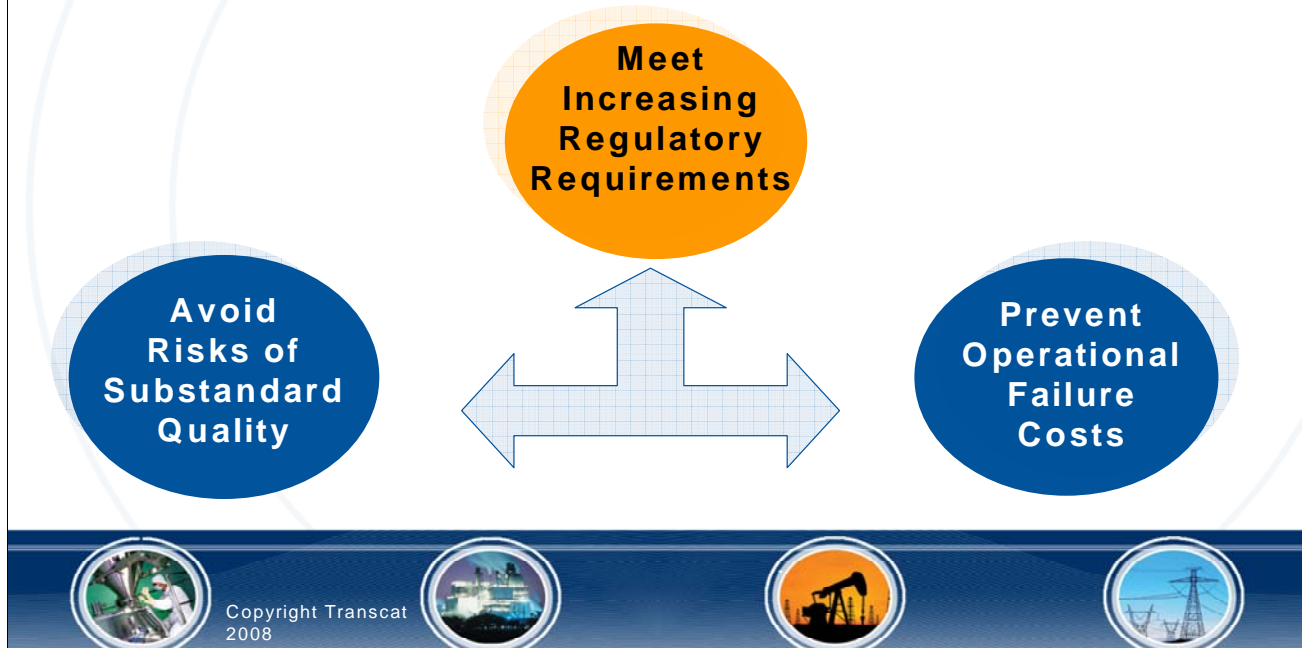 Meet
Increasing
Regulatory
Requirements
Avoid
Risks of
Substandard
Quality
Prevent
Operational
Failure
Costs
Copyright Transcat
2008